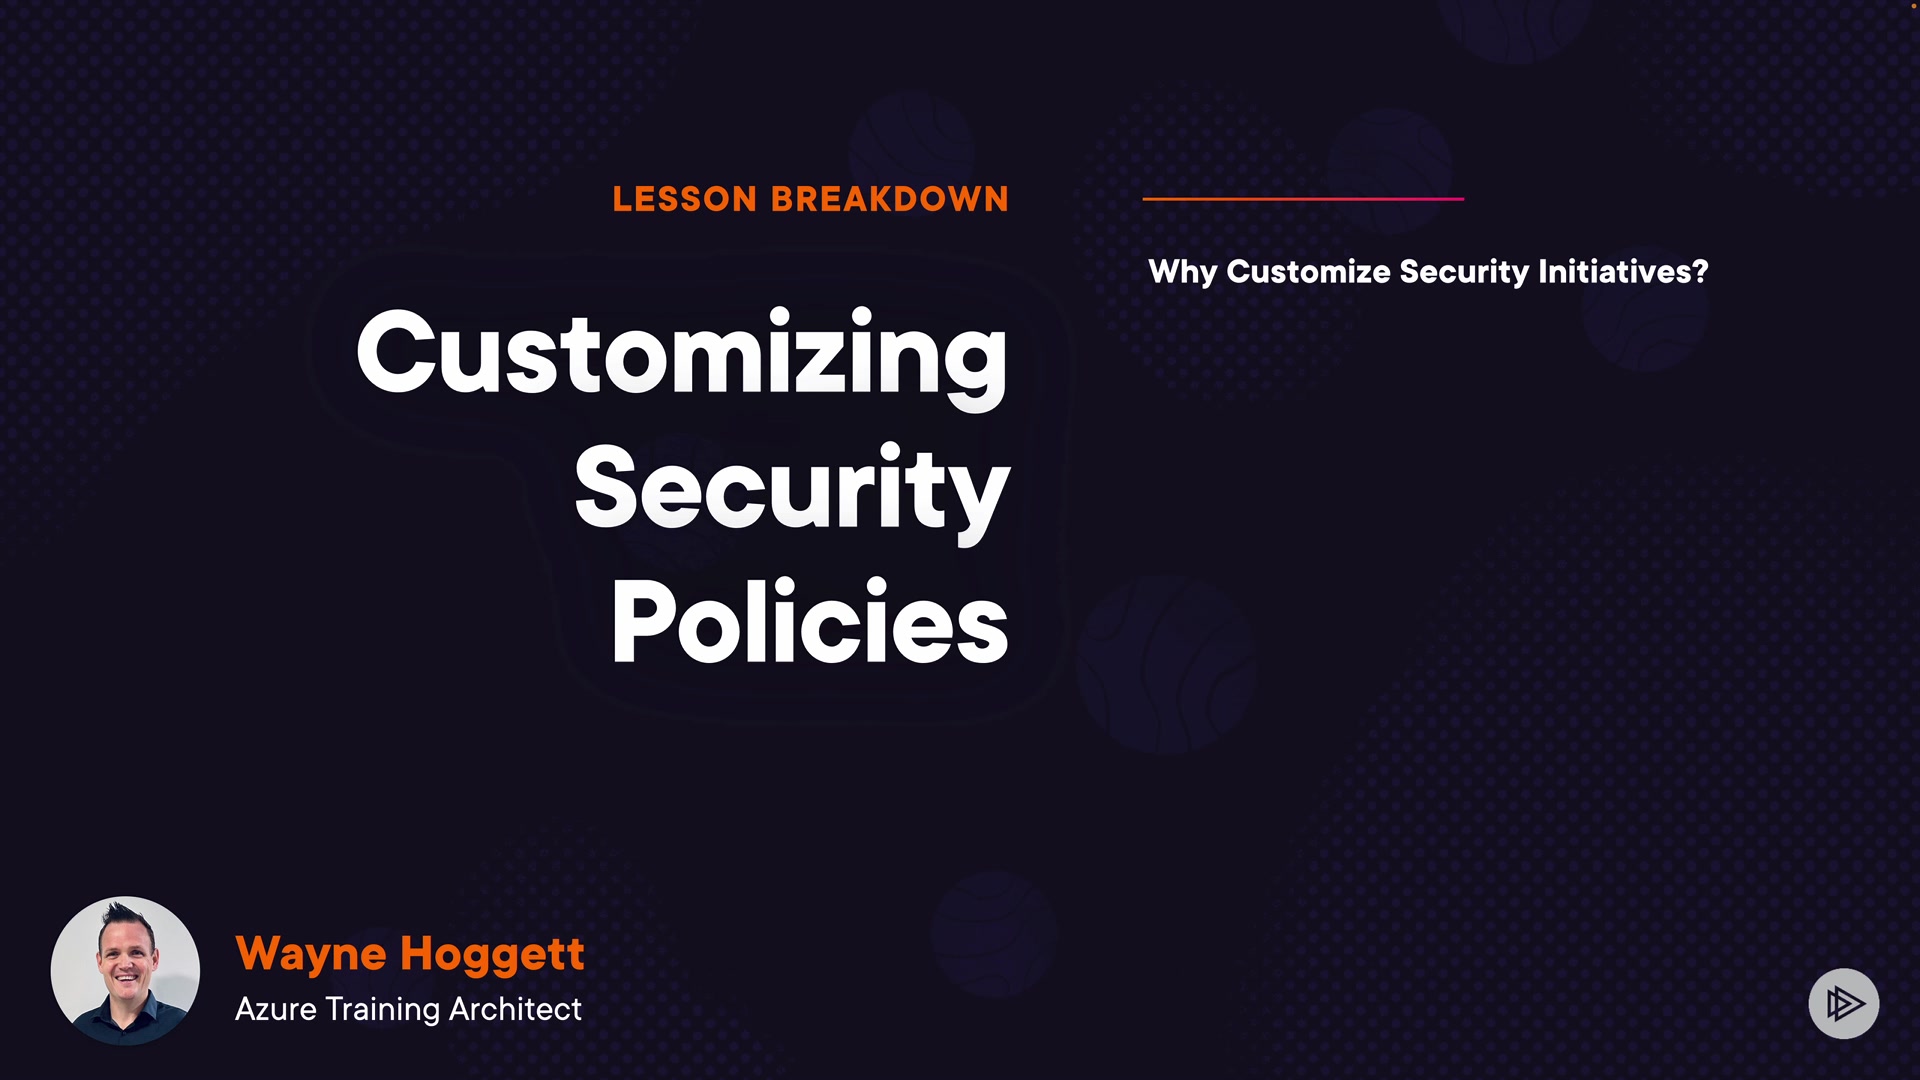 LESSON BREAKDOWN
Customizing
Security
Policies
Why Customize Security Initiatives?
Wayne Hoggett
Azure Training Architect